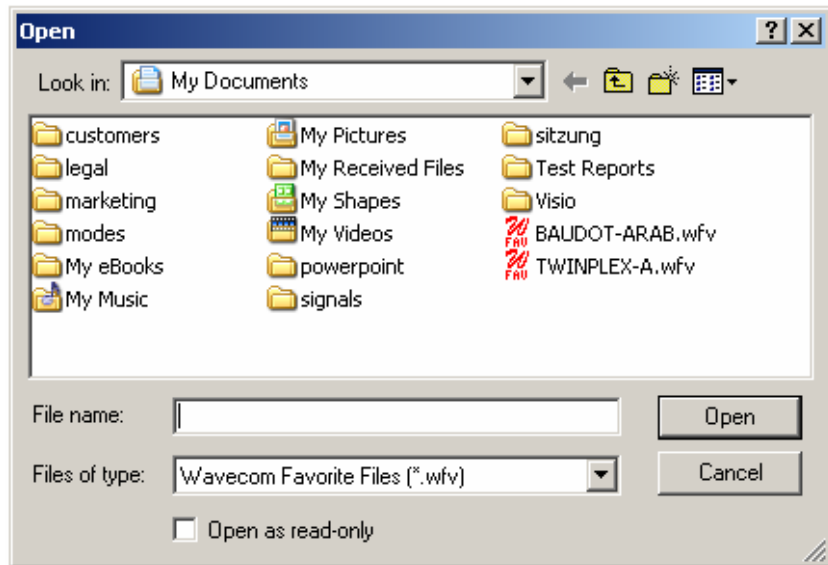 Open
Look in: My Documents
customers My Pictures sitzung
legal My Received Files Test Reports
marketing My Shapes Visio
modes My Videos BAUDOT-ARAB.wfv
My eBooks powerpoint TWINPLEX-A.wfv
My Music signals
File name: Open
Files of type: Wavecom Favorite Files (*.wfv) Cancel
Open as read-only